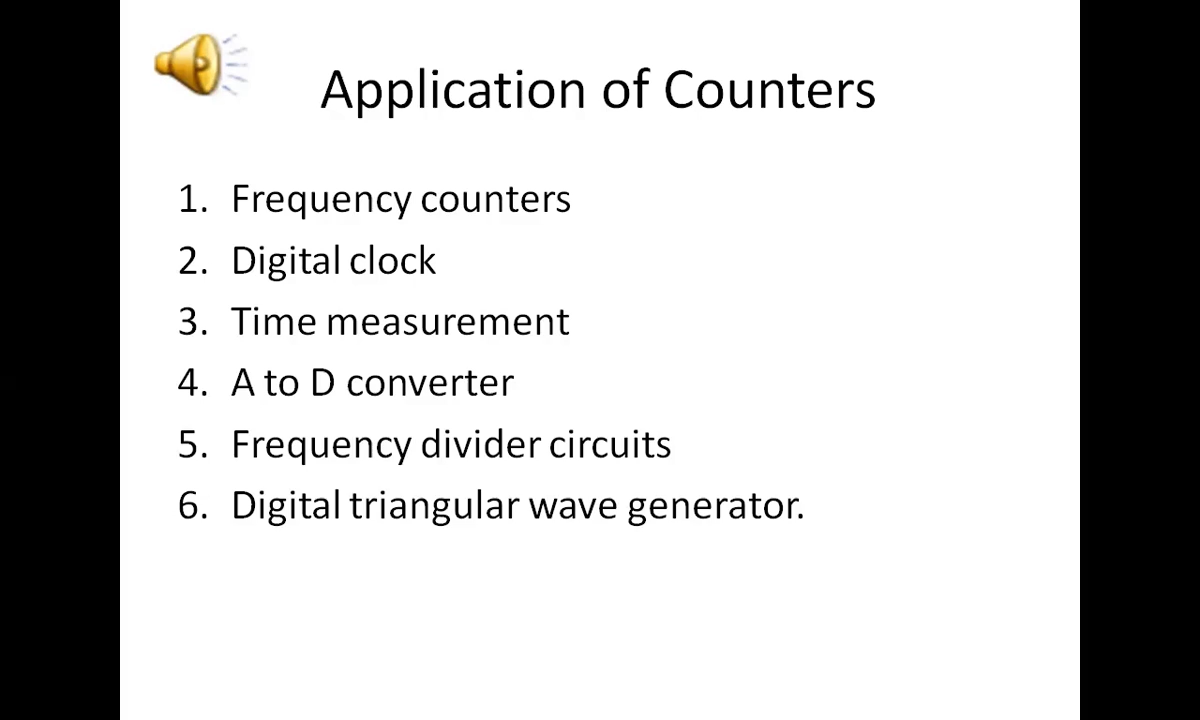 Application of Counters
1. Frequency counters
2. Digital clock
3. Time measurement
4. A to D converter
5. Frequency divider circuits
6. Digital triangular wave generator.